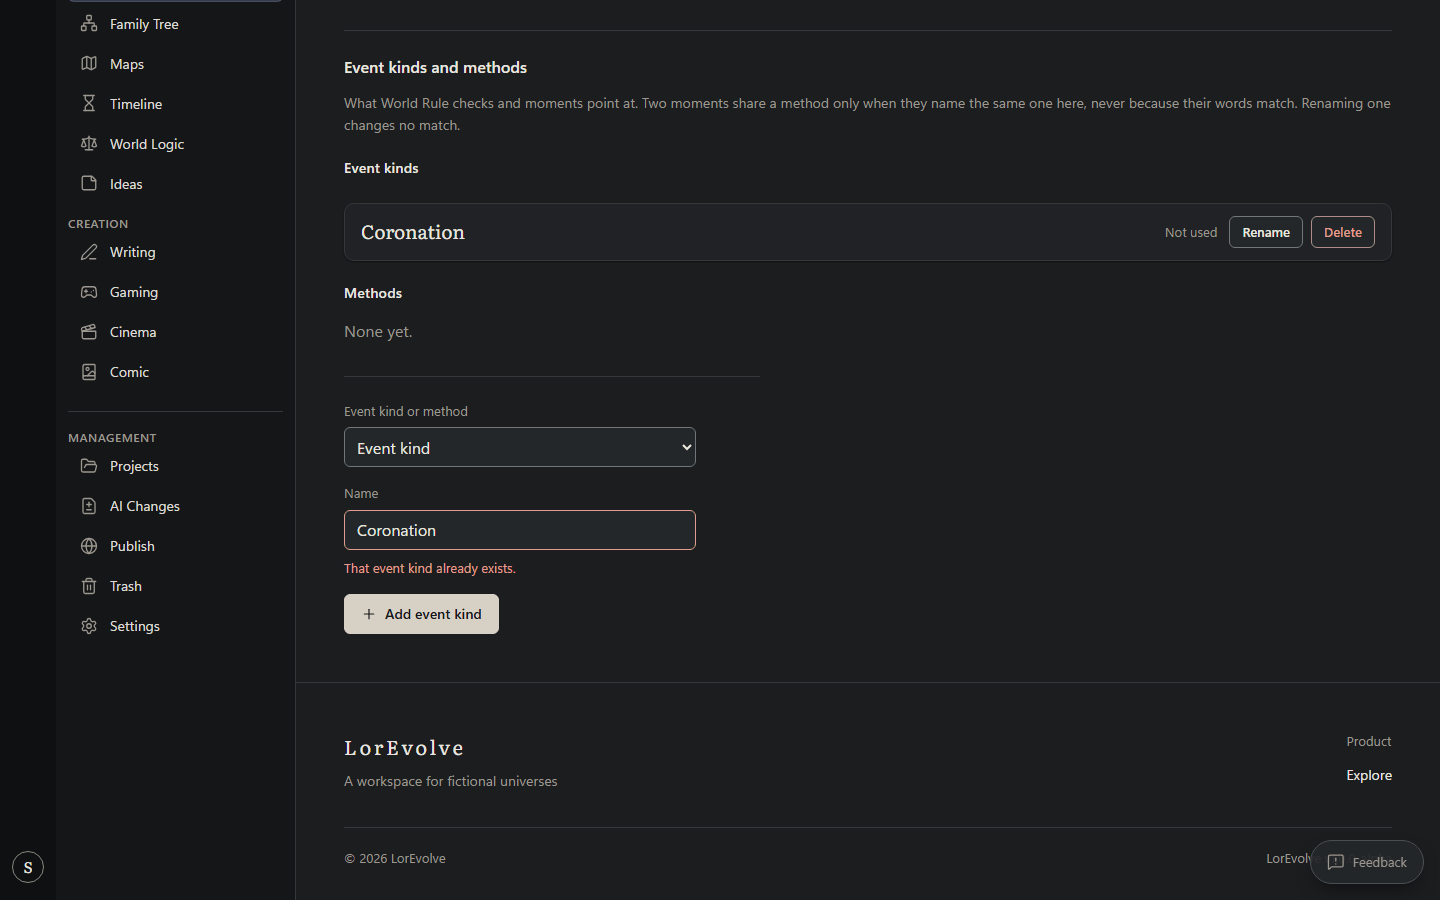 Family Tree
Maps
Timeline
World Logic
Ideas
CREATION
Writing
Gaming
Cinema
Comic
MANAGEMENT
Projects
AI Changes
Publish
Trash
Settings
S
Event kinds and methods
What World Rule checks and moments point at. Two moments share a method only when they name the same one here, never because their words match. Renaming one
changes no match.
Event kinds
Coronation
Not used
Rename
Delete
Methods
None yet.
Event kind or method
Event kind
Name
Coronation
That event kind already exists.
Add event kind
LorEvolve
A workspace for fictional universes
Product
Explore
© 2026 LorEvolve
Feedback